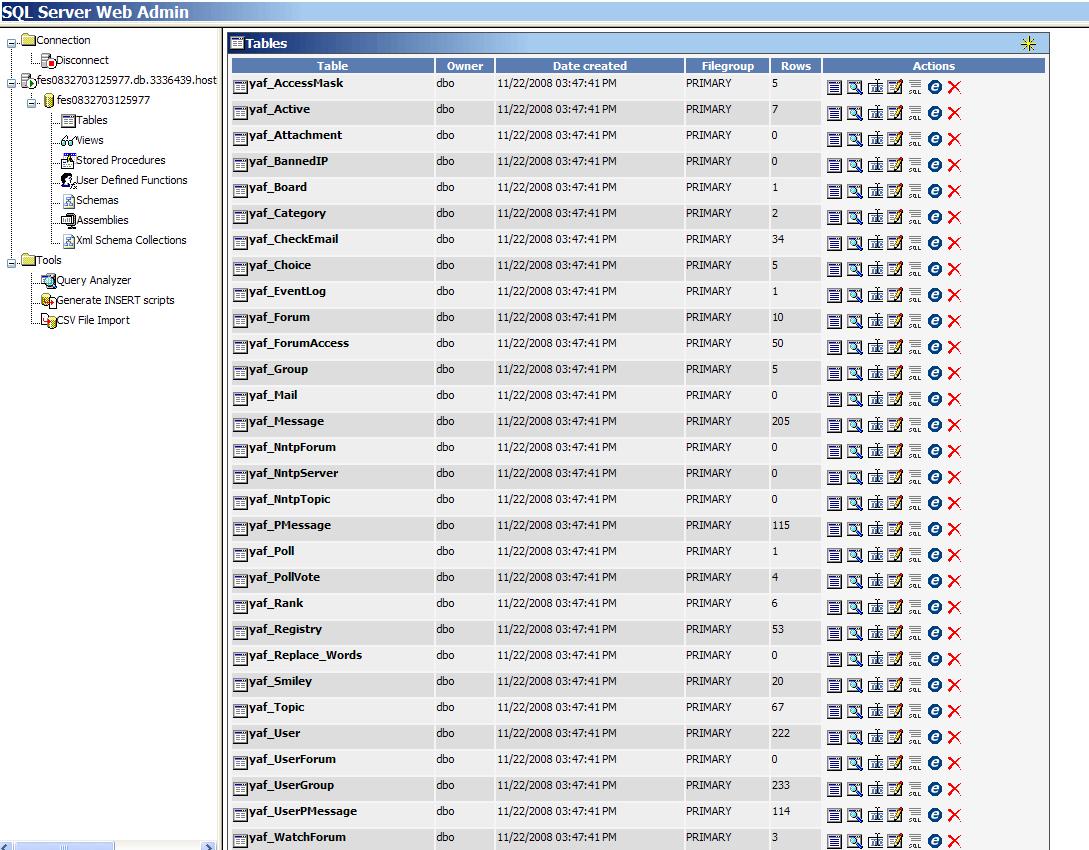 SQL Server Web Admin
Connection
Disconnect
fes0832703125977.db.3336439.host
fes0832703125977
Tables
Views
Stored Procedures
User Defined Functions
Schemas
Assemblies
Xml Schema Collections
Tools
Query Analyzer
Generate INSERT scripts
CSV File Import
Tables
Table Owner Date created Filegroup Rows Actions
yaf_AccessMask dbo 11/22/2008 03:47:41 PM PRIMARY 5
yaf_Active dbo 11/22/2008 03:47:41 PM PRIMARY 7
yaf_Attachment dbo 11/22/2008 03:47:41 PM PRIMARY 0
yaf_BannedIP dbo 11/22/2008 03:47:41 PM PRIMARY 0
yaf_Board dbo 11/22/2008 03:47:41 PM PRIMARY 1
yaf_Category dbo 11/22/2008 03:47:41 PM PRIMARY 2
yaf_CheckEmail dbo 11/22/2008 03:47:41 PM PRIMARY 34
yaf_Choice dbo 11/22/2008 03:47:41 PM PRIMARY 5
yaf_EventLog dbo 11/22/2008 03:47:41 PM PRIMARY 1
yaf_Forum dbo 11/22/2008 03:47:41 PM PRIMARY 10
yaf_ForumAccess dbo 11/22/2008 03:47:41 PM PRIMARY 50
yaf_Group dbo 11/22/2008 03:47:41 PM PRIMARY 5
yaf_Mail dbo 11/22/2008 03:47:41 PM PRIMARY 0
yaf_Message dbo 11/22/2008 03:47:41 PM PRIMARY 205
yaf_NntpForum dbo 11/22/2008 03:47:41 PM PRIMARY 0
yaf_NntpServer dbo 11/22/2008 03:47:41 PM PRIMARY 0
yaf_NntpTopic dbo 11/22/2008 03:47:41 PM PRIMARY 0
yaf_PMessage dbo 11/22/2008 03:47:41 PM PRIMARY 115
yaf_Poll dbo 11/22/2008 03:47:41 PM PRIMARY 1
yaf_PollVote dbo 11/22/2008 03:47:41 PM PRIMARY 4
yaf_Rank dbo 11/22/2008 03:47:41 PM PRIMARY 6
yaf_Registry dbo 11/22/2008 03:47:41 PM PRIMARY 53
yaf_Replace_Words dbo 11/22/2008 03:47:41 PM PRIMARY 0
yaf_Smiley dbo 11/22/2008 03:47:41 PM PRIMARY 20
yaf_Topic dbo 11/22/2008 03:47:41 PM PRIMARY 67
yaf_User dbo 11/22/2008 03:47:41 PM PRIMARY 222
yaf_UserForum dbo 11/22/2008 03:47:41 PM PRIMARY 0
yaf_UserGroup dbo 11/22/2008 03:47:41 PM PRIMARY 233
yaf_UserPMessage dbo 11/22/2008 03:47:41 PM PRIMARY 114
yaf_WatchForum dbo 11/22/2008 03:47:41 PM PRIMARY 3